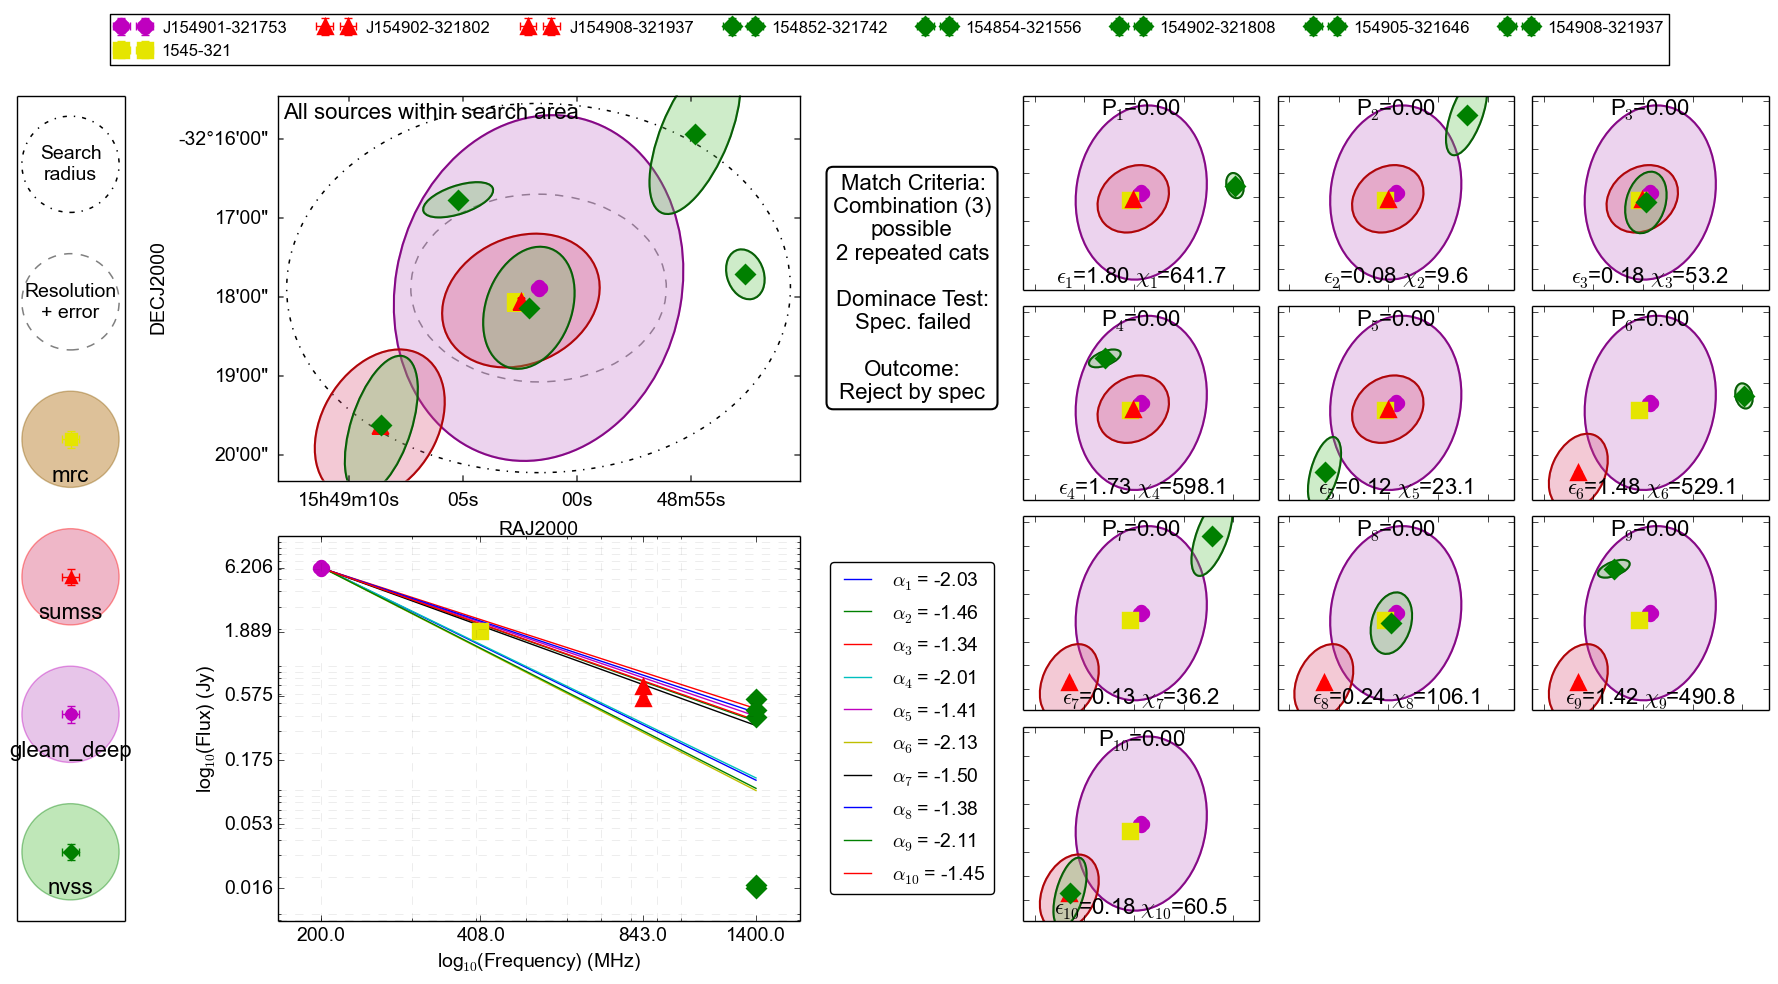 J154901-321753 J154902-321802 J154908-321937 154852-321742 154854-321556 154902-321808 154905-321646 154908-321937
1545-321
Search
radius
Resolution
+ error
mrc
sumss
gleam_deep
nvss
All sources within search area
DECJ2000
-32°16'00"
17'00"
18'00"
19'00"
20'00"
15h49m10s 05s 00s 48m55s
RAJ2000
Match Criteria:
Combination (3)
possible
2 repeated cats
Dominace Test:
Spec. failed
Outcome:
Reject by spec
log₁₀(Flux) (Jy)
6.206
1.889
0.575
0.175
0.053
0.016
200.0 408.0 843.0 1400.0
log₁₀(Frequency) (MHz)
α₁ = -2.03
α₂ = -1.46
α₃ = -1.34
α₄ = -2.01
α₅ = -1.41
α₆ = -2.13
α₇ = -1.50
α₈ = -1.38
α₉ = -2.11
α₁₀ = -1.45
P₁=0.00
ϵ₁=1.80 χ₁=641.7
P₂=0.00
ϵ₂=0.08 χ₂=9.6
P₃=0.00
ϵ₃=0.18 χ₃=53.2
P₄=0.00
ϵ₄=1.73 χ₄=598.1
P₅=0.00
ϵ₅=0.12 χ₅=23.1
P₆=0.00
ϵ₆=1.48 χ₆=529.1
P₇=0.00
ϵ₇=0.13 χ₇=36.2
P₈=0.00
ϵ₈=0.24 χ₈=106.1
P₉=0.00
ϵ₉=1.42 χ₉=490.8
P₁₀=0.00
ϵ₁₀=0.18 χ₁₀=60.5